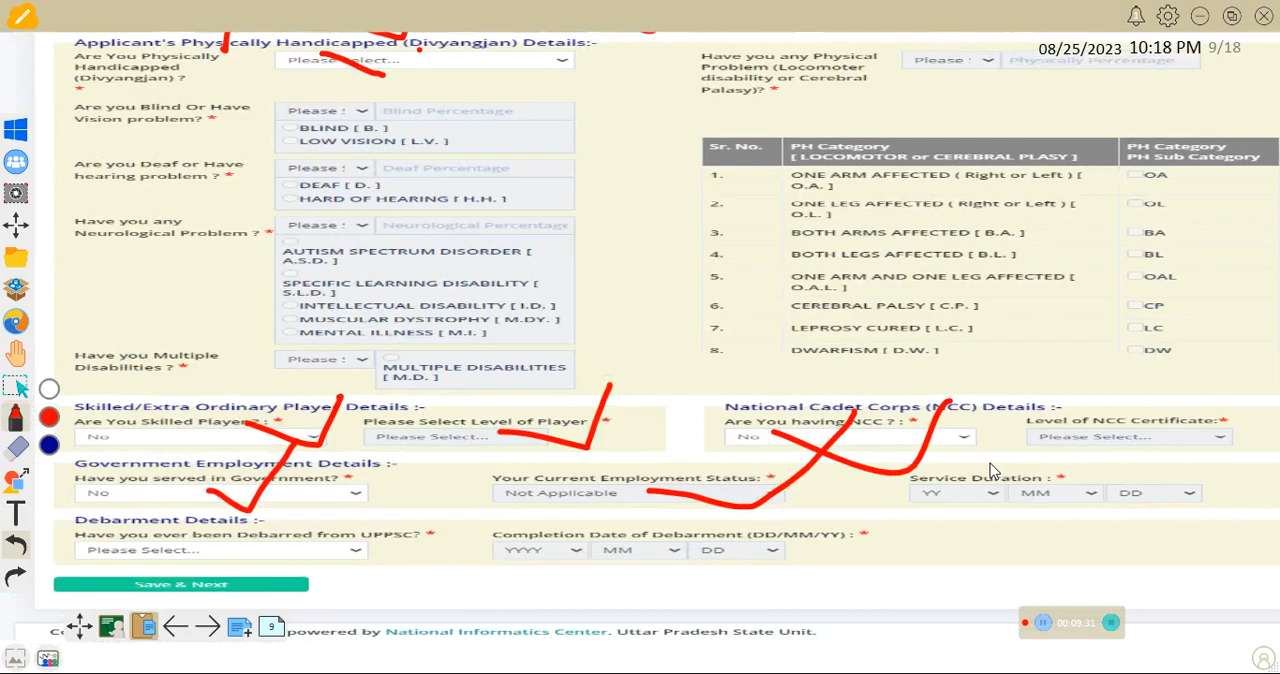 08/25/2023 10:18 PM 9/18
Applicant's Physically Handicapped (Divyangjan) Details:-
Are You Physically
Handicapped
(Divyangjan) ?
*
Please Select...
Have you any Physical
Problem (Locomoter
disability or Cerebral
Palasy)? *
Please : Physically Percentage
Are you Blind Or Have
Vision problem? *
Please : Blind Percentage
BLIND [ B. ]
LOW VISION [ L.V. ]
Are you Deaf or Have
hearing problem ? *
Please : Deaf Percentage
DEAF [ D. ]
HARD OF HEARING [ H.H. ]
Have you any
Neurological Problem ? *
Please : Neurological Percentage
AUTISM SPECTRUM DISORDER [
A.S.D. ]
SPECIFIC LEARNING DISABILITY [
S.L.D. ]
INTELLECTUAL DISABILITY [ I.D. ]
MUSCULAR DYSTROPHY [ M.DY. ]
MENTAL ILLNESS [ M.I. ]
Have you Multiple
Disabilities ? *
Please :
MULTIPLE DISABILITIES
[ M.D. ]
Sr. No. PH Category PH Category
[ LOCOMOTOR or CEREBRAL PLASY ] PH Sub Category
1. ONE ARM AFFECTED ( Right or Left ) [ OA
O.A. ]
2. ONE LEG AFFECTED ( Right or Left ) [ OL
O.L. ]
3. BOTH ARMS AFFECTED [ B.A. ] BA
4. BOTH LEGS AFFECTED [ B.L. ] BL
5. ONE ARM AND ONE LEG AFFECTED [ OAL
O.A.L. ]
6. CEREBRAL PALSY [ C.P. ] CP
7. LEPROSY CURED [ L.C. ] LC
8. DWARFISM [ D.W. ] DW
Skilled/Extra Ordinary Player Details :-
Are You Skilled Player? : * Please Select Level of Player *
No Please Select...
National Cadet Corps (NCC) Details :-
Are You having NCC ? : * Level of NCC Certificate:*
No Please Select...
Government Employment Details :-
Have you served in Government? * Your Current Employment Status: * Service Duration : *
No Not Applicable YY MM DD
Debarment Details :-
Have you ever been Debarred from UPPSC? * Completion Date of Debarment (DD/MM/YY) : *
Please Select... YYYY MM DD
Save & Next
9
powered by National Informatics Center. Uttar Pradesh State Unit.
00:09:31
T